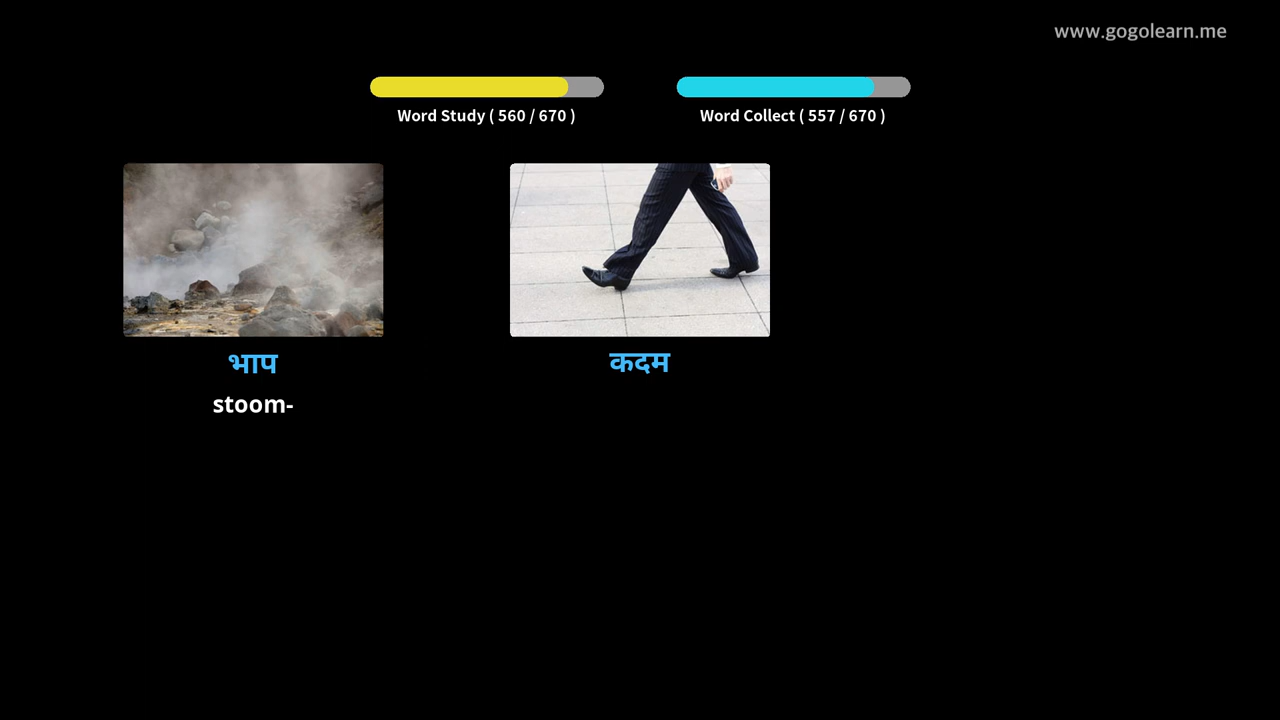 www.gogolearn.me
Word Study ( 560 / 670 )
Word Collect ( 557 / 670 )
भाप
कदम
stoom-